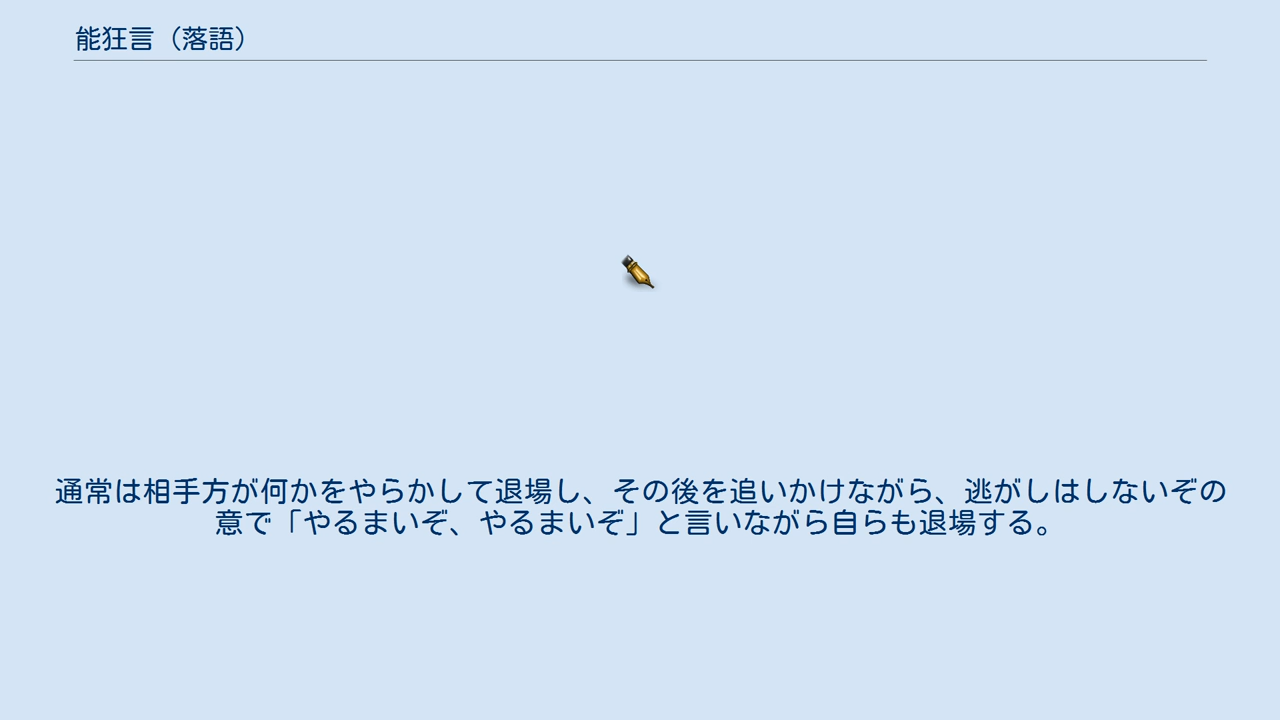 能狂言（落語）
通常は相手方が何かをやらかして退場し、その後を追いかけながら、逃がしはしないぞの
意で「やるまいぞ、やるまいぞ」と言いながら自らも退場する。